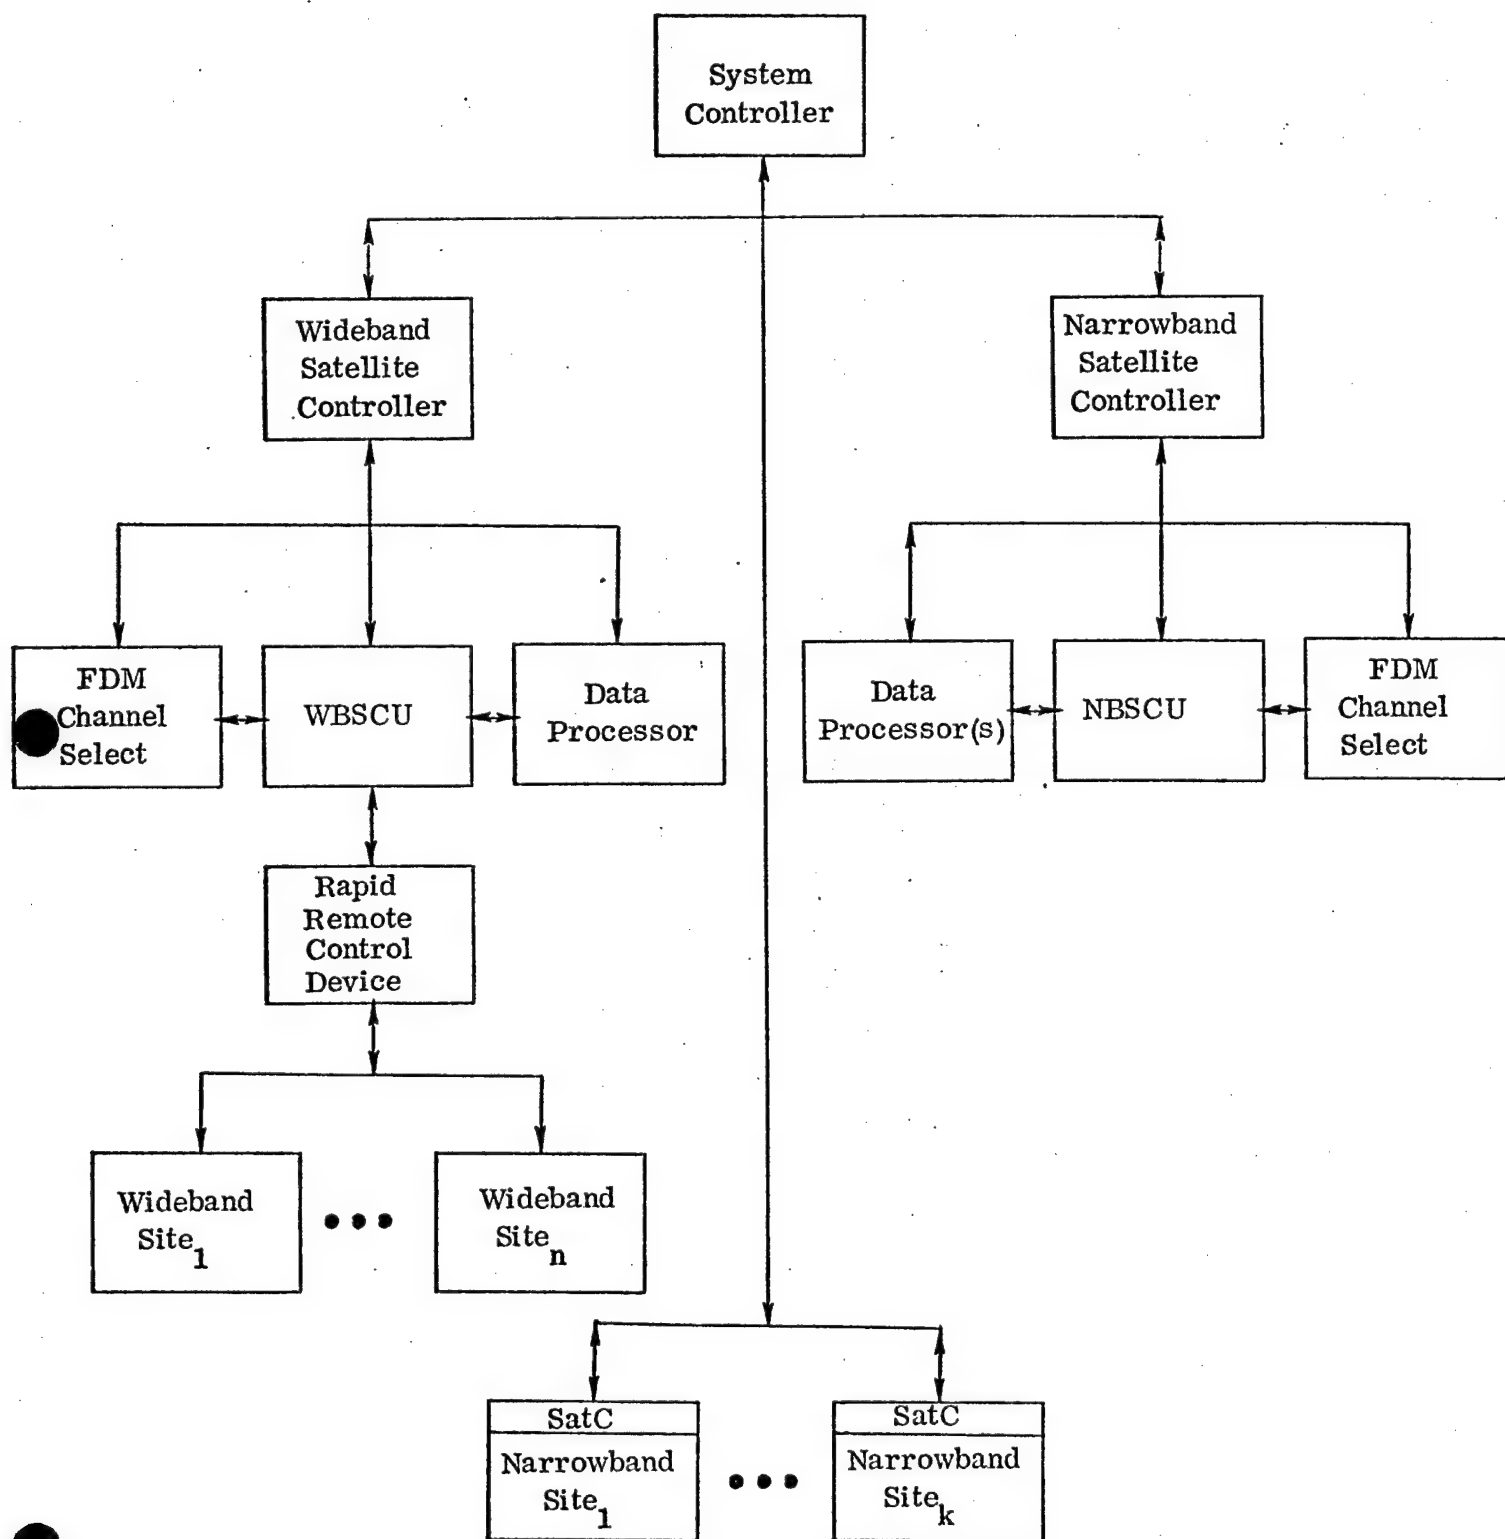 System
Controller
Wideband
Satellite
Controller
Narrowband
Satellite
Controller
FDM
Channel
Select
WBSCU
Data
Processor
Data
Processor(s)
NBSCU
FDM
Channel
Select
Rapid
Remote
Control
Device
Wideband
Site1
Wideband
Siten
SatC
Narrowband
Site1
SatC
Narrowband
Sitek